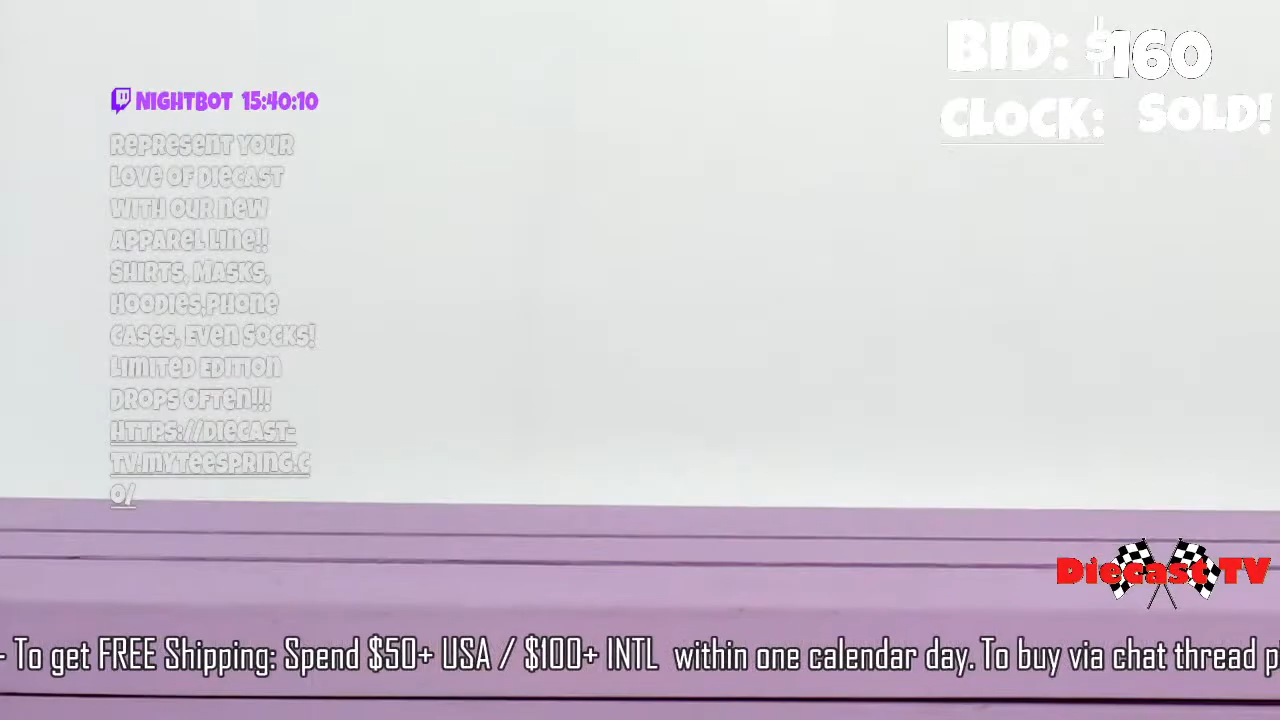 BID: $160
CLOCK: SOLD!
NIGHTBOT 15:40:10
REPRESENT YOUR
LOVE OF DIECAST
WITH OUR NEW
APPAREL LINE!!
SHIRTS, MASKS,
HOODIES,PHONE
CASES, EVEN SOCKS!
LIMITED EDITION
DROPS OFTEN!!!
HTTPS://DIECAST-
TV.MYTEESPRING.C
O/
Diecast TV
- To get FREE Shipping: Spend $50+ USA / $100+ INTL within one calendar day. To buy via chat thread p